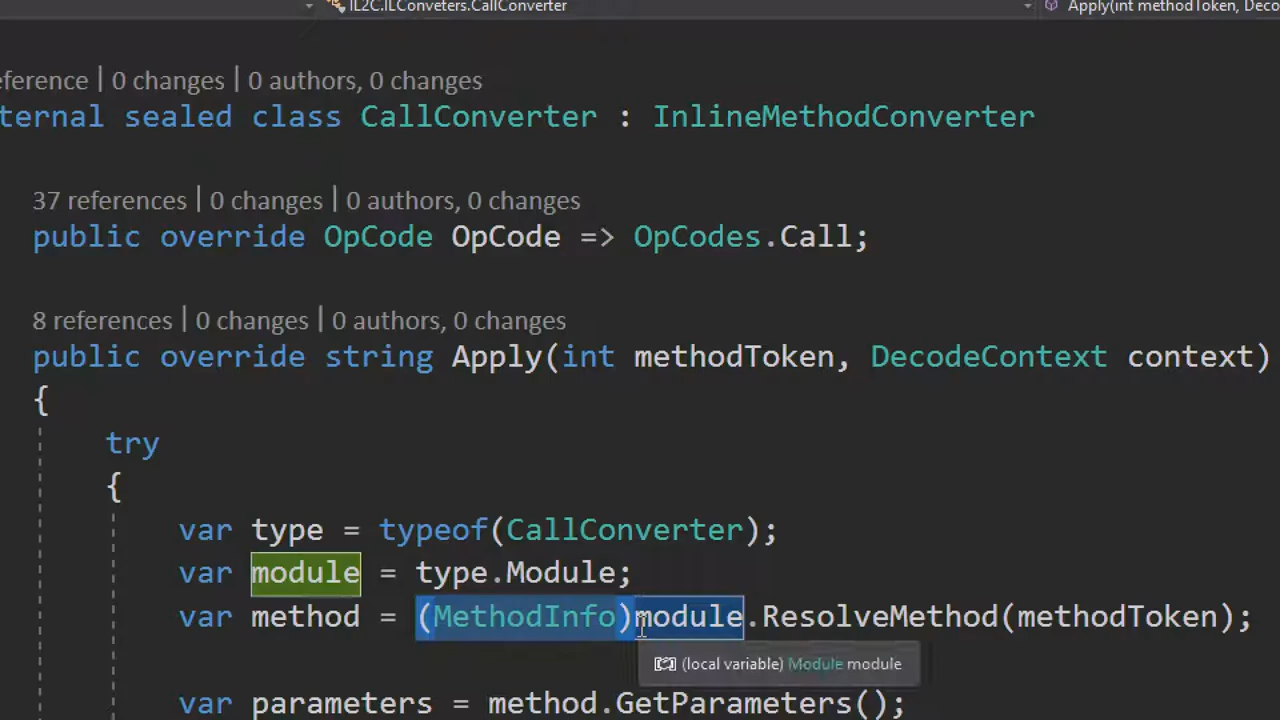 IL2C.ILConveters.CallConverter
Apply(int methodToken, Deco
eference | 0 changes | 0 authors, 0 changes
ternal sealed class CallConverter : InlineMethodConverter
37 references | 0 changes | 0 authors, 0 changes
public override OpCode OpCode => OpCodes.Call;
8 references | 0 changes | 0 authors, 0 changes
public override string Apply(int methodToken, DecodeContext context)
{
try
{
var type = typeof(CallConverter);
var module = type.Module;
var method = (MethodInfo)module.ResolveMethod(methodToken);
(local variable) Module module
var parameters = method.GetParameters();